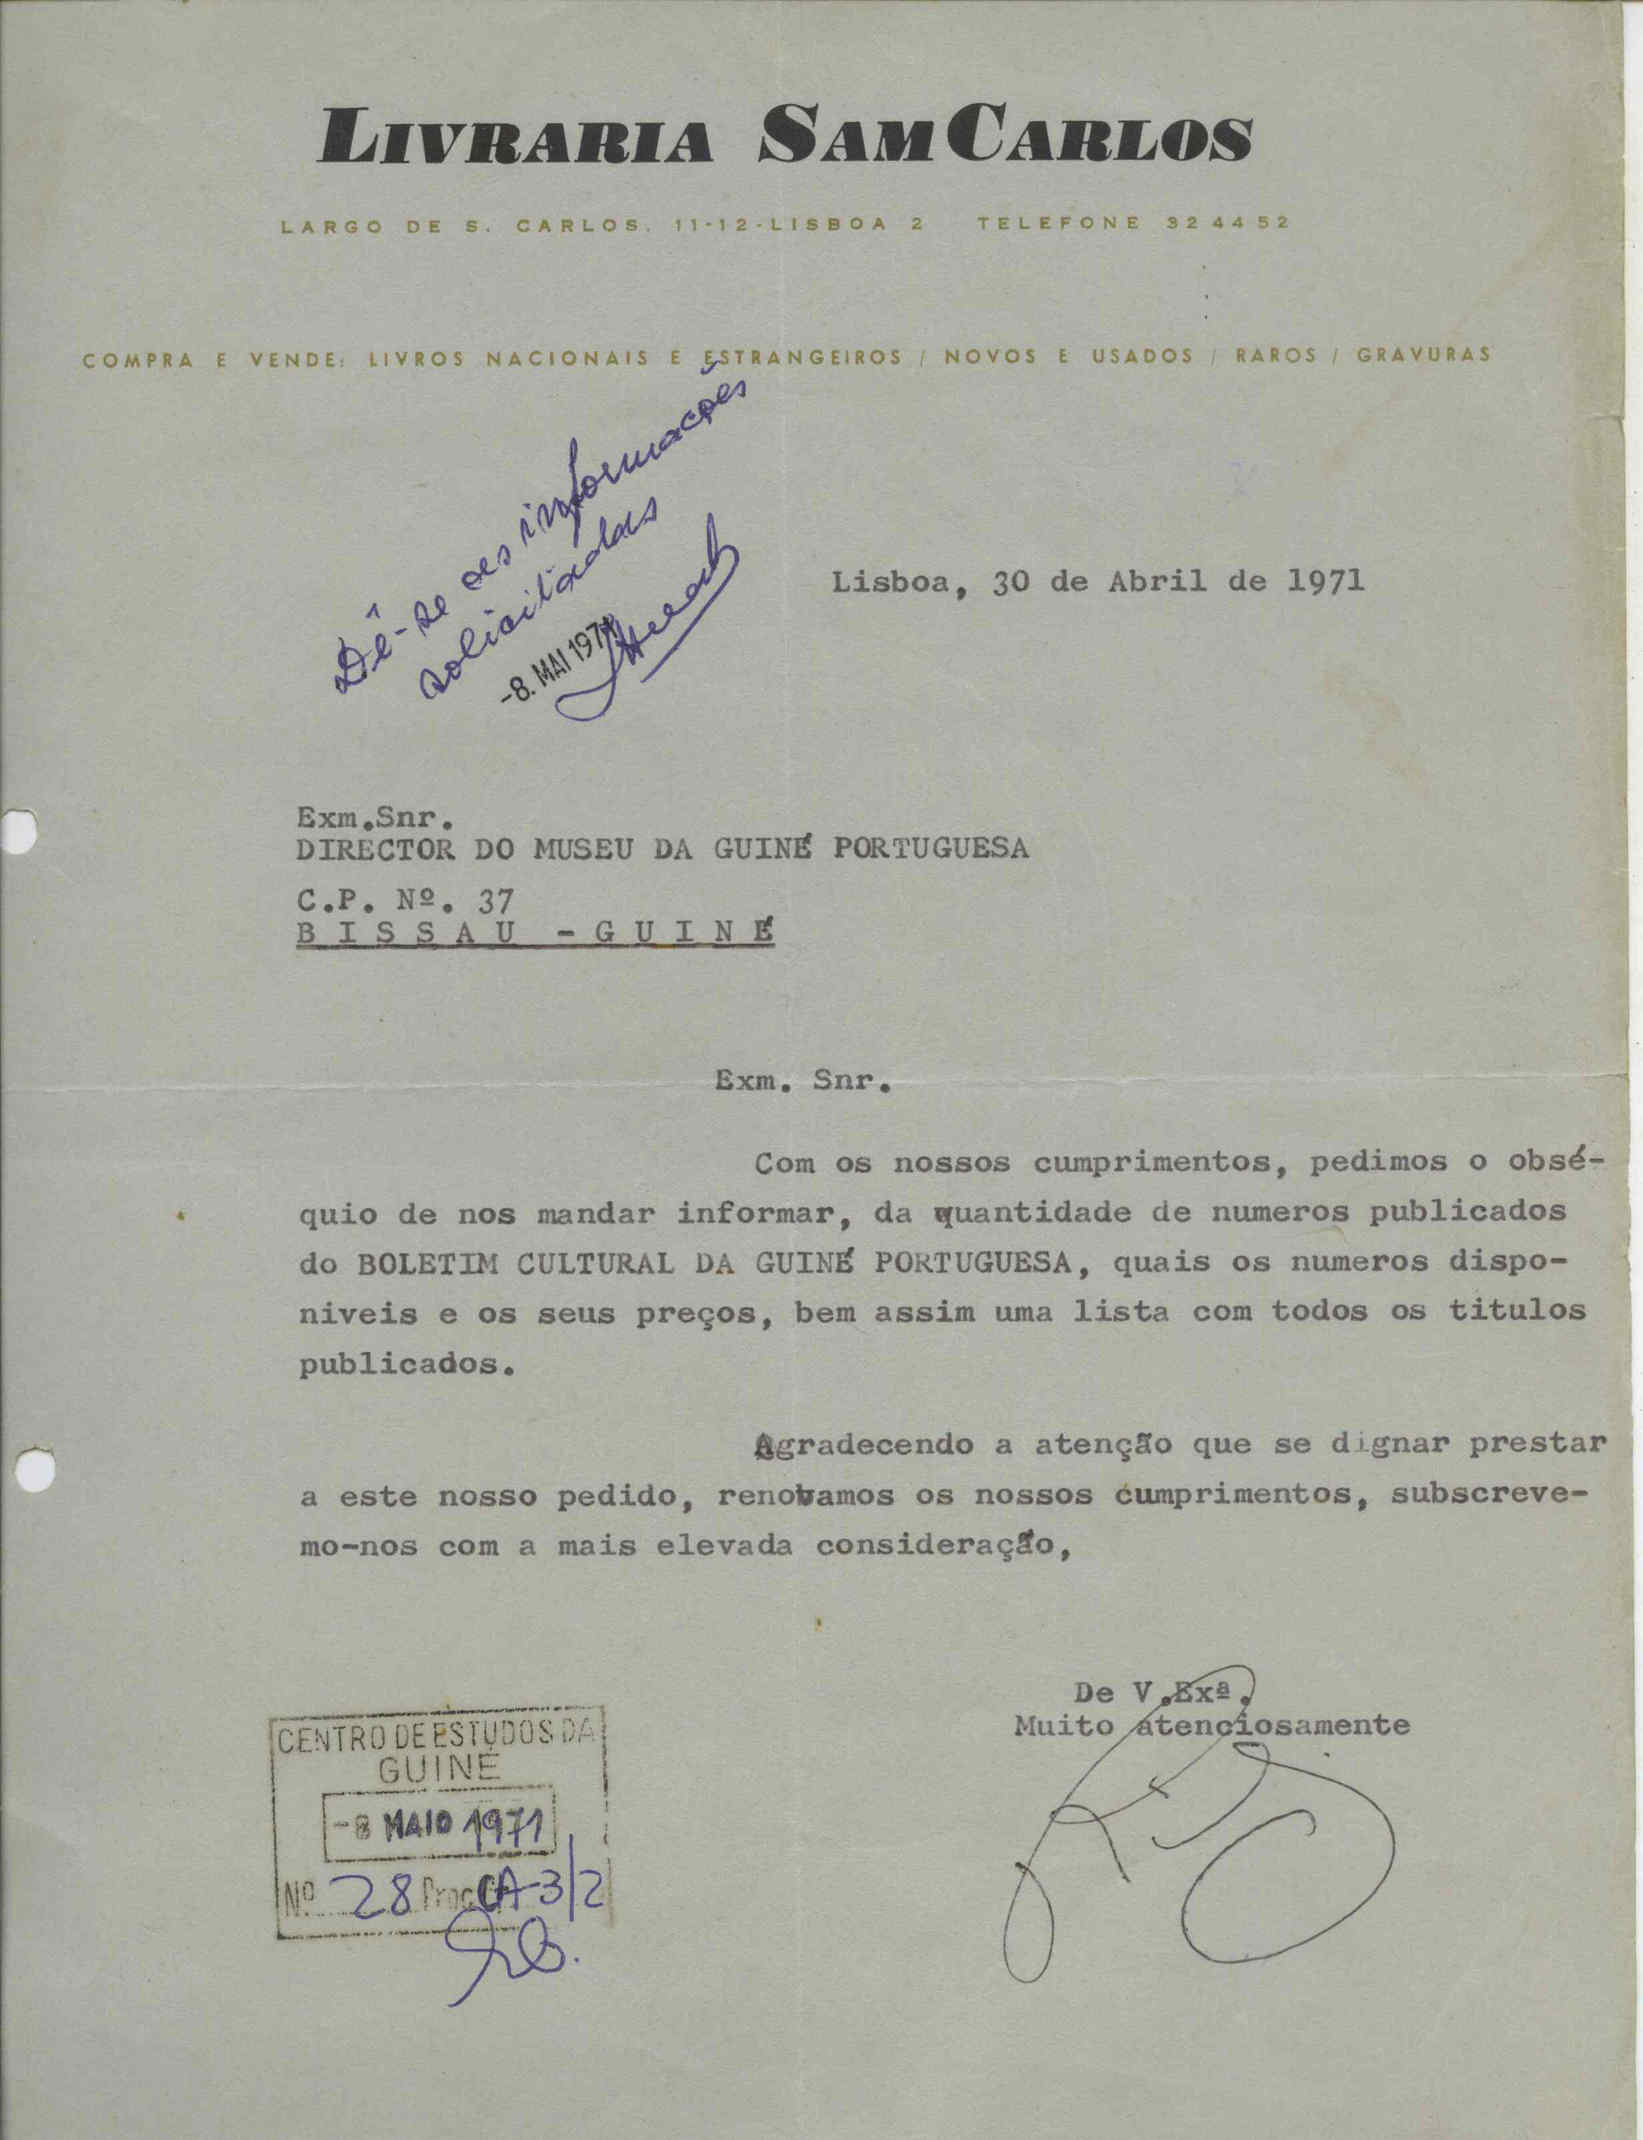 LIVRARIA SAMCARLOS
LARGO DE S. CARLOS, 11-12-LISBOA 2 TELEFONE 32 44 52
COMPRA E VENDE: LIVROS NACIONAIS E ESTRANGEIROS / NOVOS E USADOS / RAROS / GRAVURAS
Dê-se as informações
solicitadas
-8. MAI 1971
Lisboa, 30 de Abril de 1971
Exm.Snr.
DIRECTOR DO MUSEU DA GUINÉ PORTUGUESA
C.P. Nº. 37
BISSAU - GUINÉ
Exm. Snr.
Com os nossos cumprimentos, pedimos o obsé-
quio de nos mandar informar, da quantidade de numeros publicados
do BOLETIM CULTURAL DA GUINÉ PORTUGUESA, quais os numeros dispo-
niveis e os seus preços, bem assim uma lista com todos os titulos
publicados.
Agradecendo a atenção que se dignar prestar
a este nosso pedido, renovamos os nossos cumprimentos, subscreve-
mo-nos com a mais elevada consideração,
De V.Exª.
Muito atenciosamente
CENTRO DE ESTUDOS DA
GUINÉ
-8 MAIO 1971
Nº 28 Proc CA-3/2